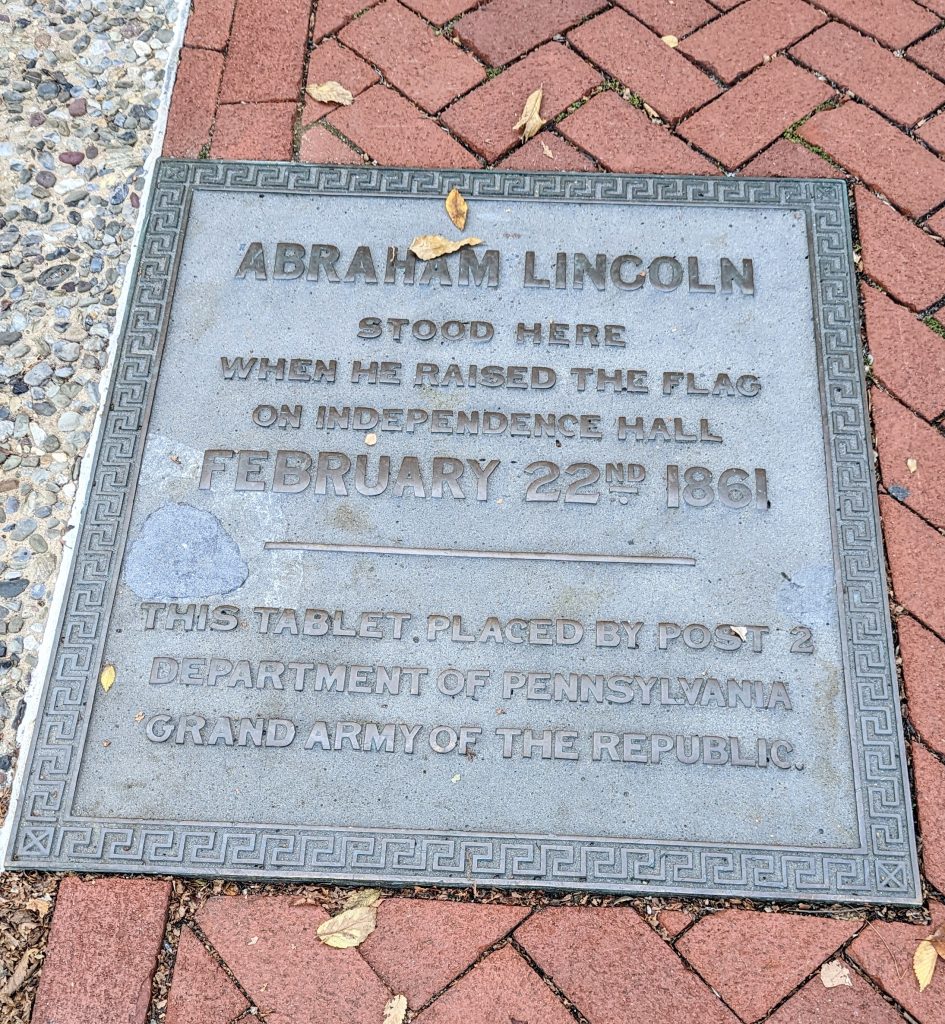 ABRAHAM LINCOLN
STOOD HERE
WHEN HE RAISED THE FLAG
ON INDEPENDENCE HALL
FEBRUARY 22ND 1861
THIS TABLET PLACED BY POST 2
DEPARTMENT OF PENNSYLVANIA
GRAND ARMY OF THE REPUBLIC.